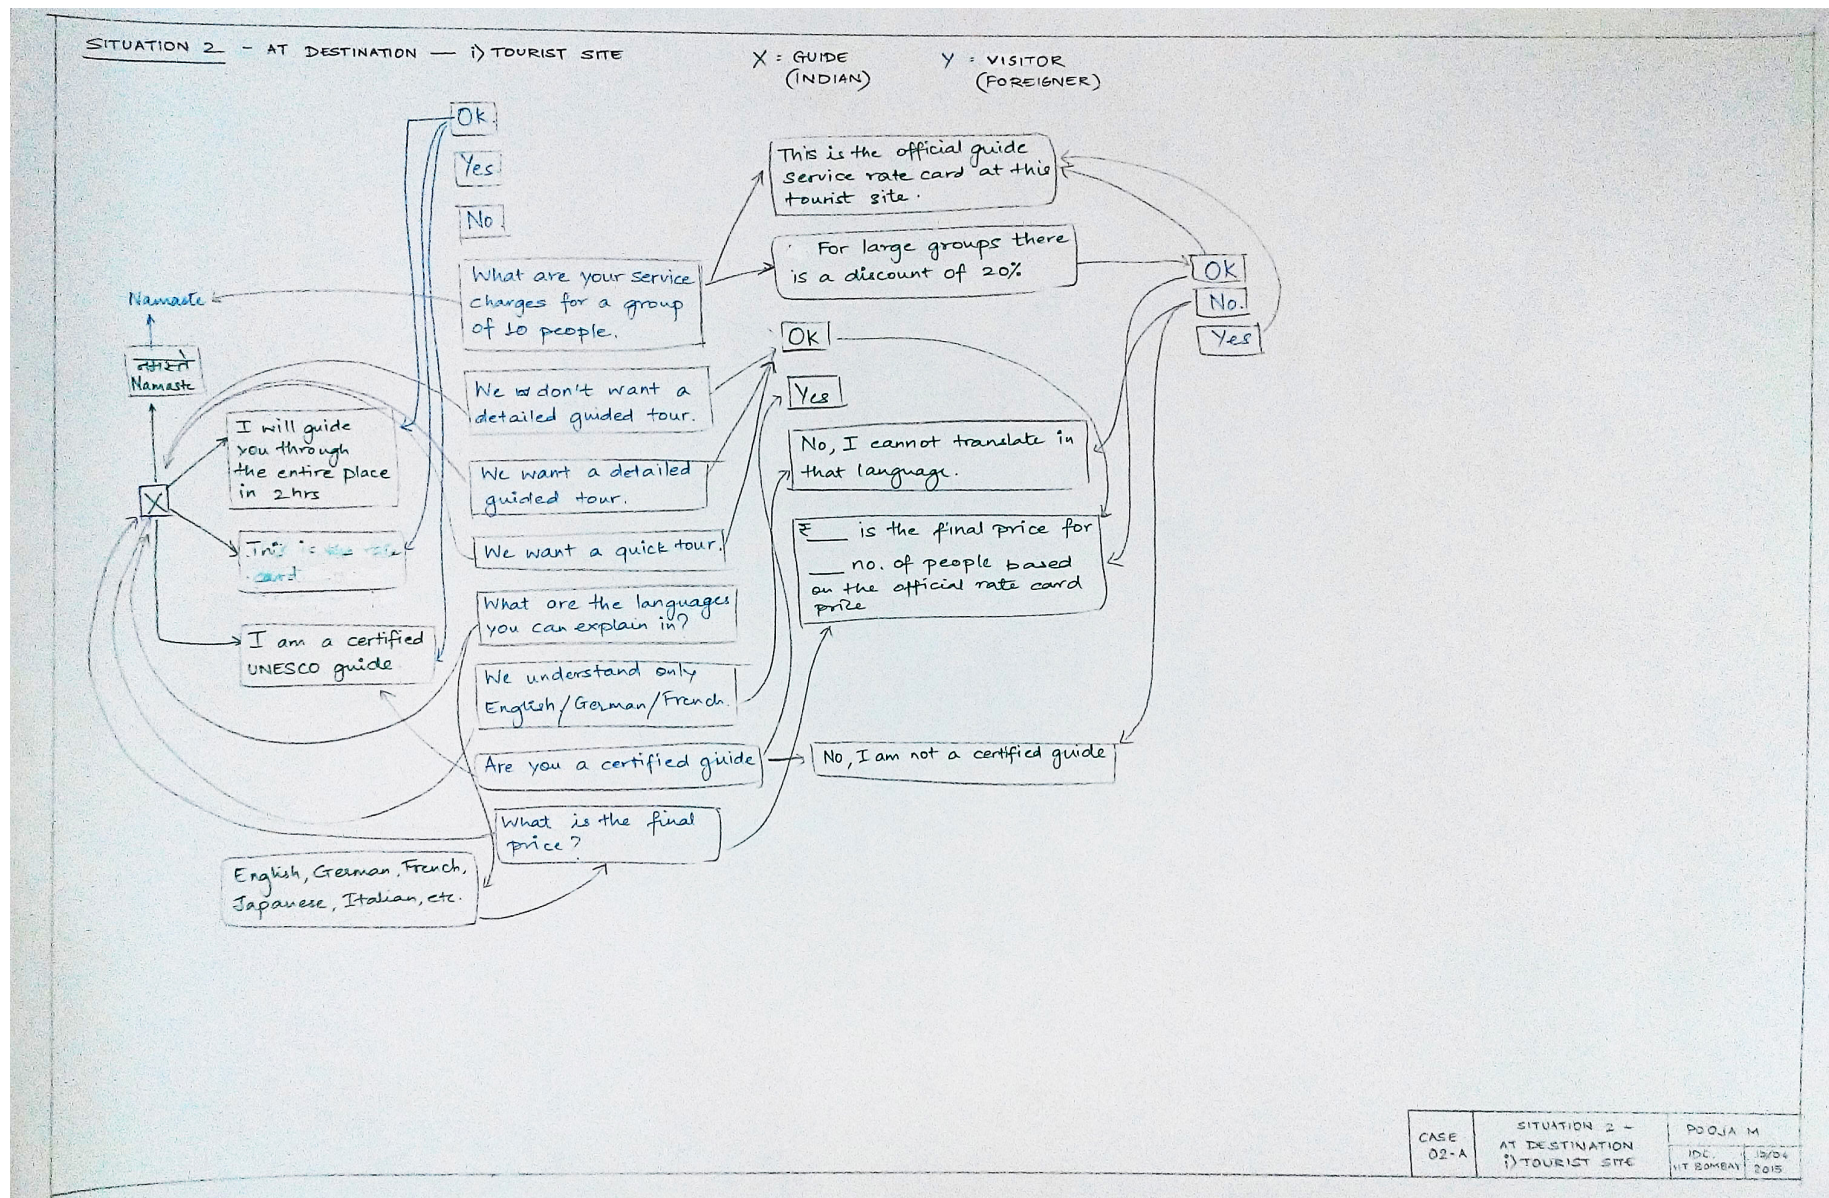 SITUATION 2 - AT DESTINATION — i) TOURIST SITE
X = GUIDE
(INDIAN)
Y = VISITOR
(FOREIGNER)
Ok.
Yes
No
What are your service
charges for a group
of 10 people.
We don't want a
detailed guided tour.
We want a detailed
guided tour.
We want a quick tour.
What are the languages
you can explain in?
We understand only
English/German/French.
Are you a certified guide
What is the final
price?
Namaste
नमस्ते
Namaste
X
I will guide
you through
the entire place
in 2hrs
This is the rate
card
I am a certified
UNESCO guide
English, German, French,
Japanese, Italian, etc.
This is the official guide
service rate card at this
tourist site.
For large groups there
is a discount of 20%
Ok
Yes
No, I cannot translate in
that language.
₹___ is the final price for
___ no. of people based
on the official rate card
price
No, I am not a certified guide
OK
No.
Yes
CASE
02-A
SITUATION 2 -
AT DESTINATION
i) TOURIST SITE
POOJA M
IDC,
IIT BOMBAY
2015